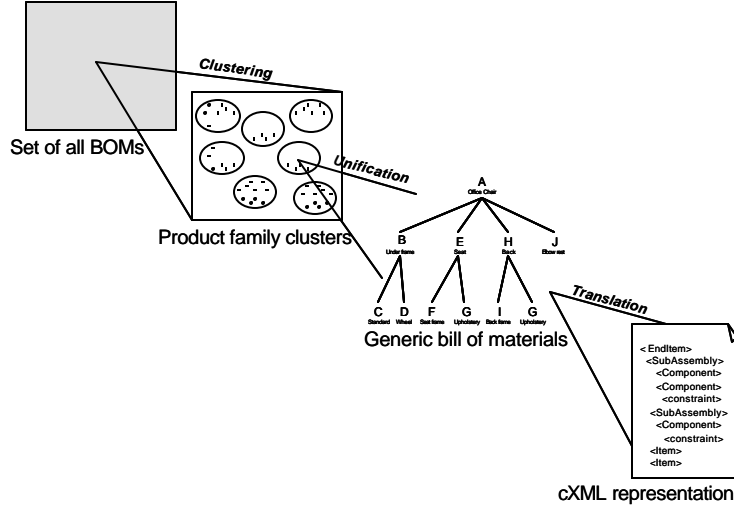 Clustering
Set of all BOMs
Unification
A
Office Chair
Product family clusters
B E H J
Under frame Seat Back Elbow rest
Translation
C D F G I G
Standard Wheel Seat frame Upholstery Back frame Upholstery
Generic bill of materials
< EndItem>
<SubAssembly>
<Component>
<Component>
<constraint>
<SubAssembly>
<Component>
<constraint>
<Item>
<Item>
cXML representation